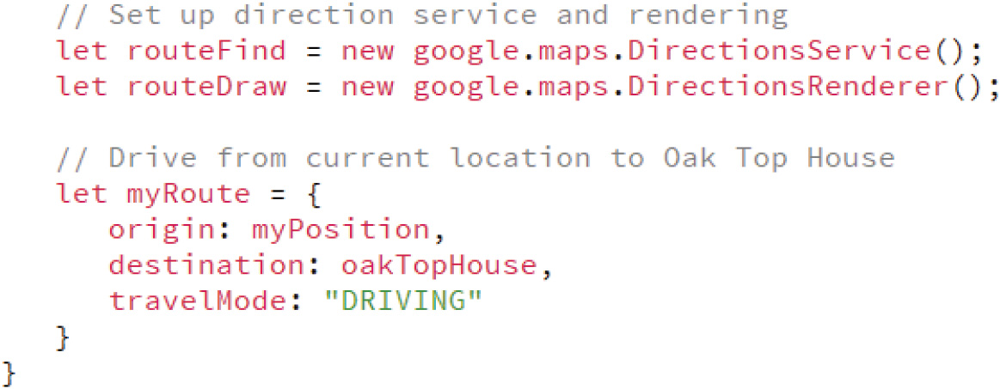 // Set up direction service and rendering
let routeFind = new google.maps.DirectionsService();
let routeDraw = new google.maps.DirectionsRenderer();
// Drive from current location to Oak Top House
let myRoute = {
origin: myPosition,
destination: oakTopHouse,
travelMode: "DRIVING"
}
}